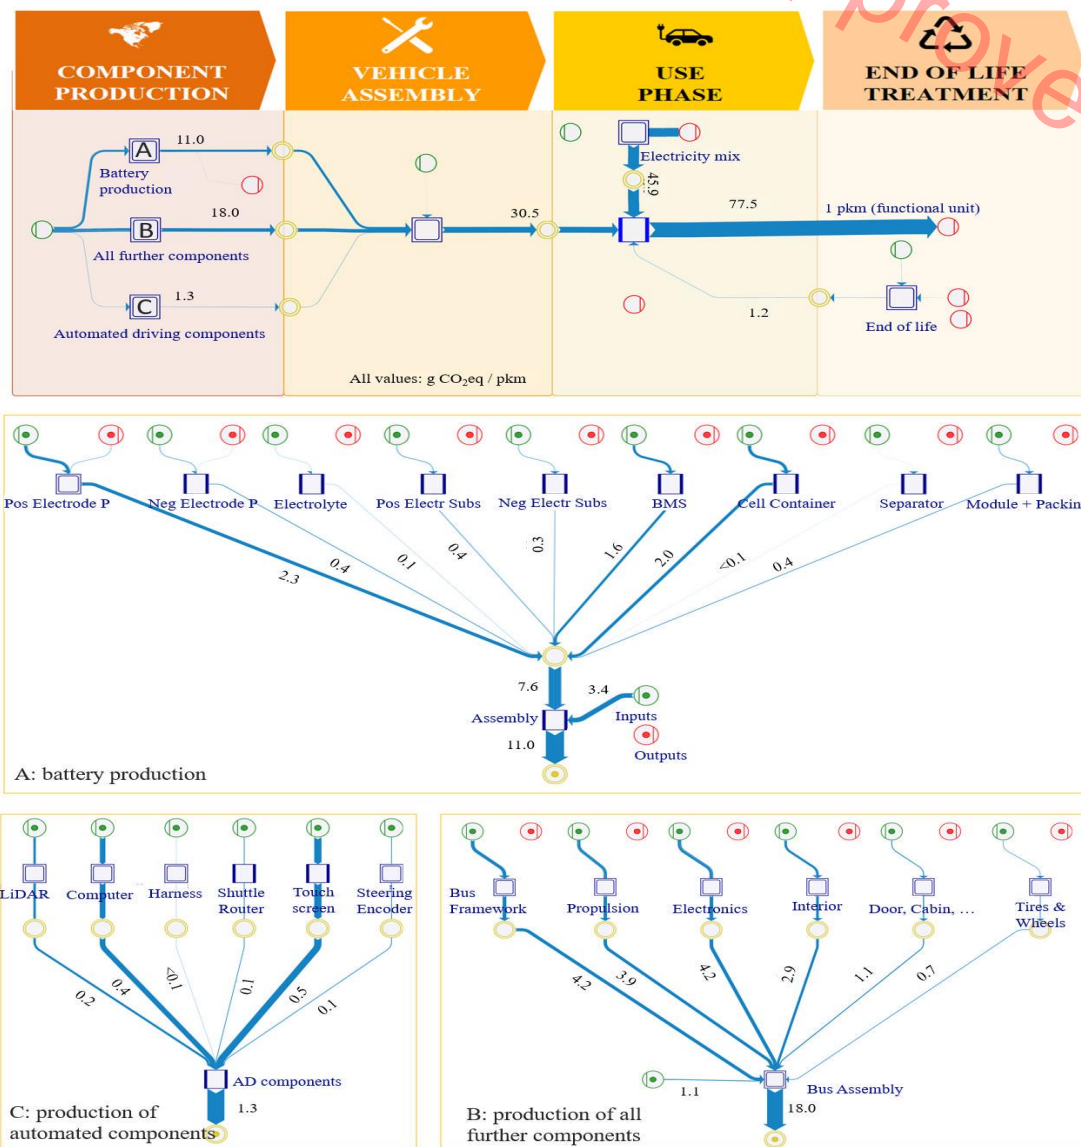 prove
COMPONENT
PRODUCTION
VEHICLE
ASSEMBLY
USE
PHASE
END OF LIFE
TREATMENT
A
11.0
Battery
production
18.0
B
All further components
1.3
C
Automated driving components
30.5
All values: g CO₂eq / pkm
Electricity mix
45.9
77.5
1 pkm (functional unit)
1.2
End of life
Pos Electrode P
Neg Electrode P
Electrolyte
Pos Electr Subs
Neg Electr Subs
BMS
Cell Container
Separator
Module + Packin
2.3
0.4
0.1
0.4
0.3
1.6
2.0
<0.1
0.4
7.6
3.4
Assembly
Inputs
11.0
Outputs
A: battery production
LiDAR
Computer
Harness
Shuttle
Router
Touch
screen
Steering
Encoder
0.2
0.4
<0.1
0.1
0.5
0.1
AD components
1.3
C: production of
automated components
Bus
Framework
Propulsion
Electronics
Interior
Door, Cabin, …
Tires &
Wheels
4.2
3.9
4.2
2.9
1.1
0.7
1.1
Bus Assembly
18.0
B: production of all
further components